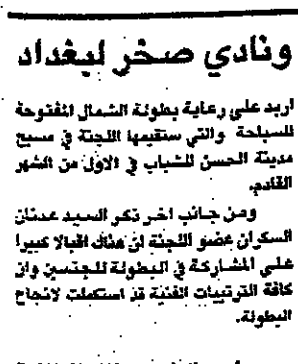 ونادي صخر لبغداد
اربد على رعاية بطولة الشمال المفتوحة
للسباحة والتي ستقيمها اللجنة في مسبح
مدينة الحسن للشباب في الاول من الشهر
القادم.
ومن جانب اخر ذكر السيد عدنان
السكران عضو اللجنة ان هناك اقبالا كبيرا
على المشاركة في البطولة للجنسين وان
كافة الترتيبات الفنية قد استكملت لانجاح
البطولة.